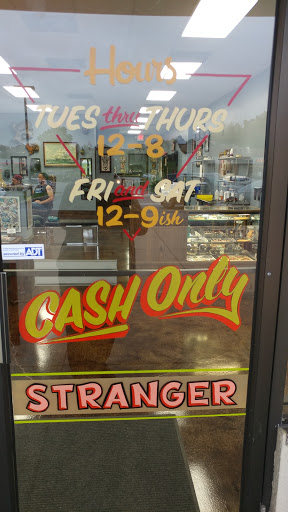 Hours
TUES thru THURS
12-8
FRI and SAT
12-9ish
ADT
CASH Only
STRANGER